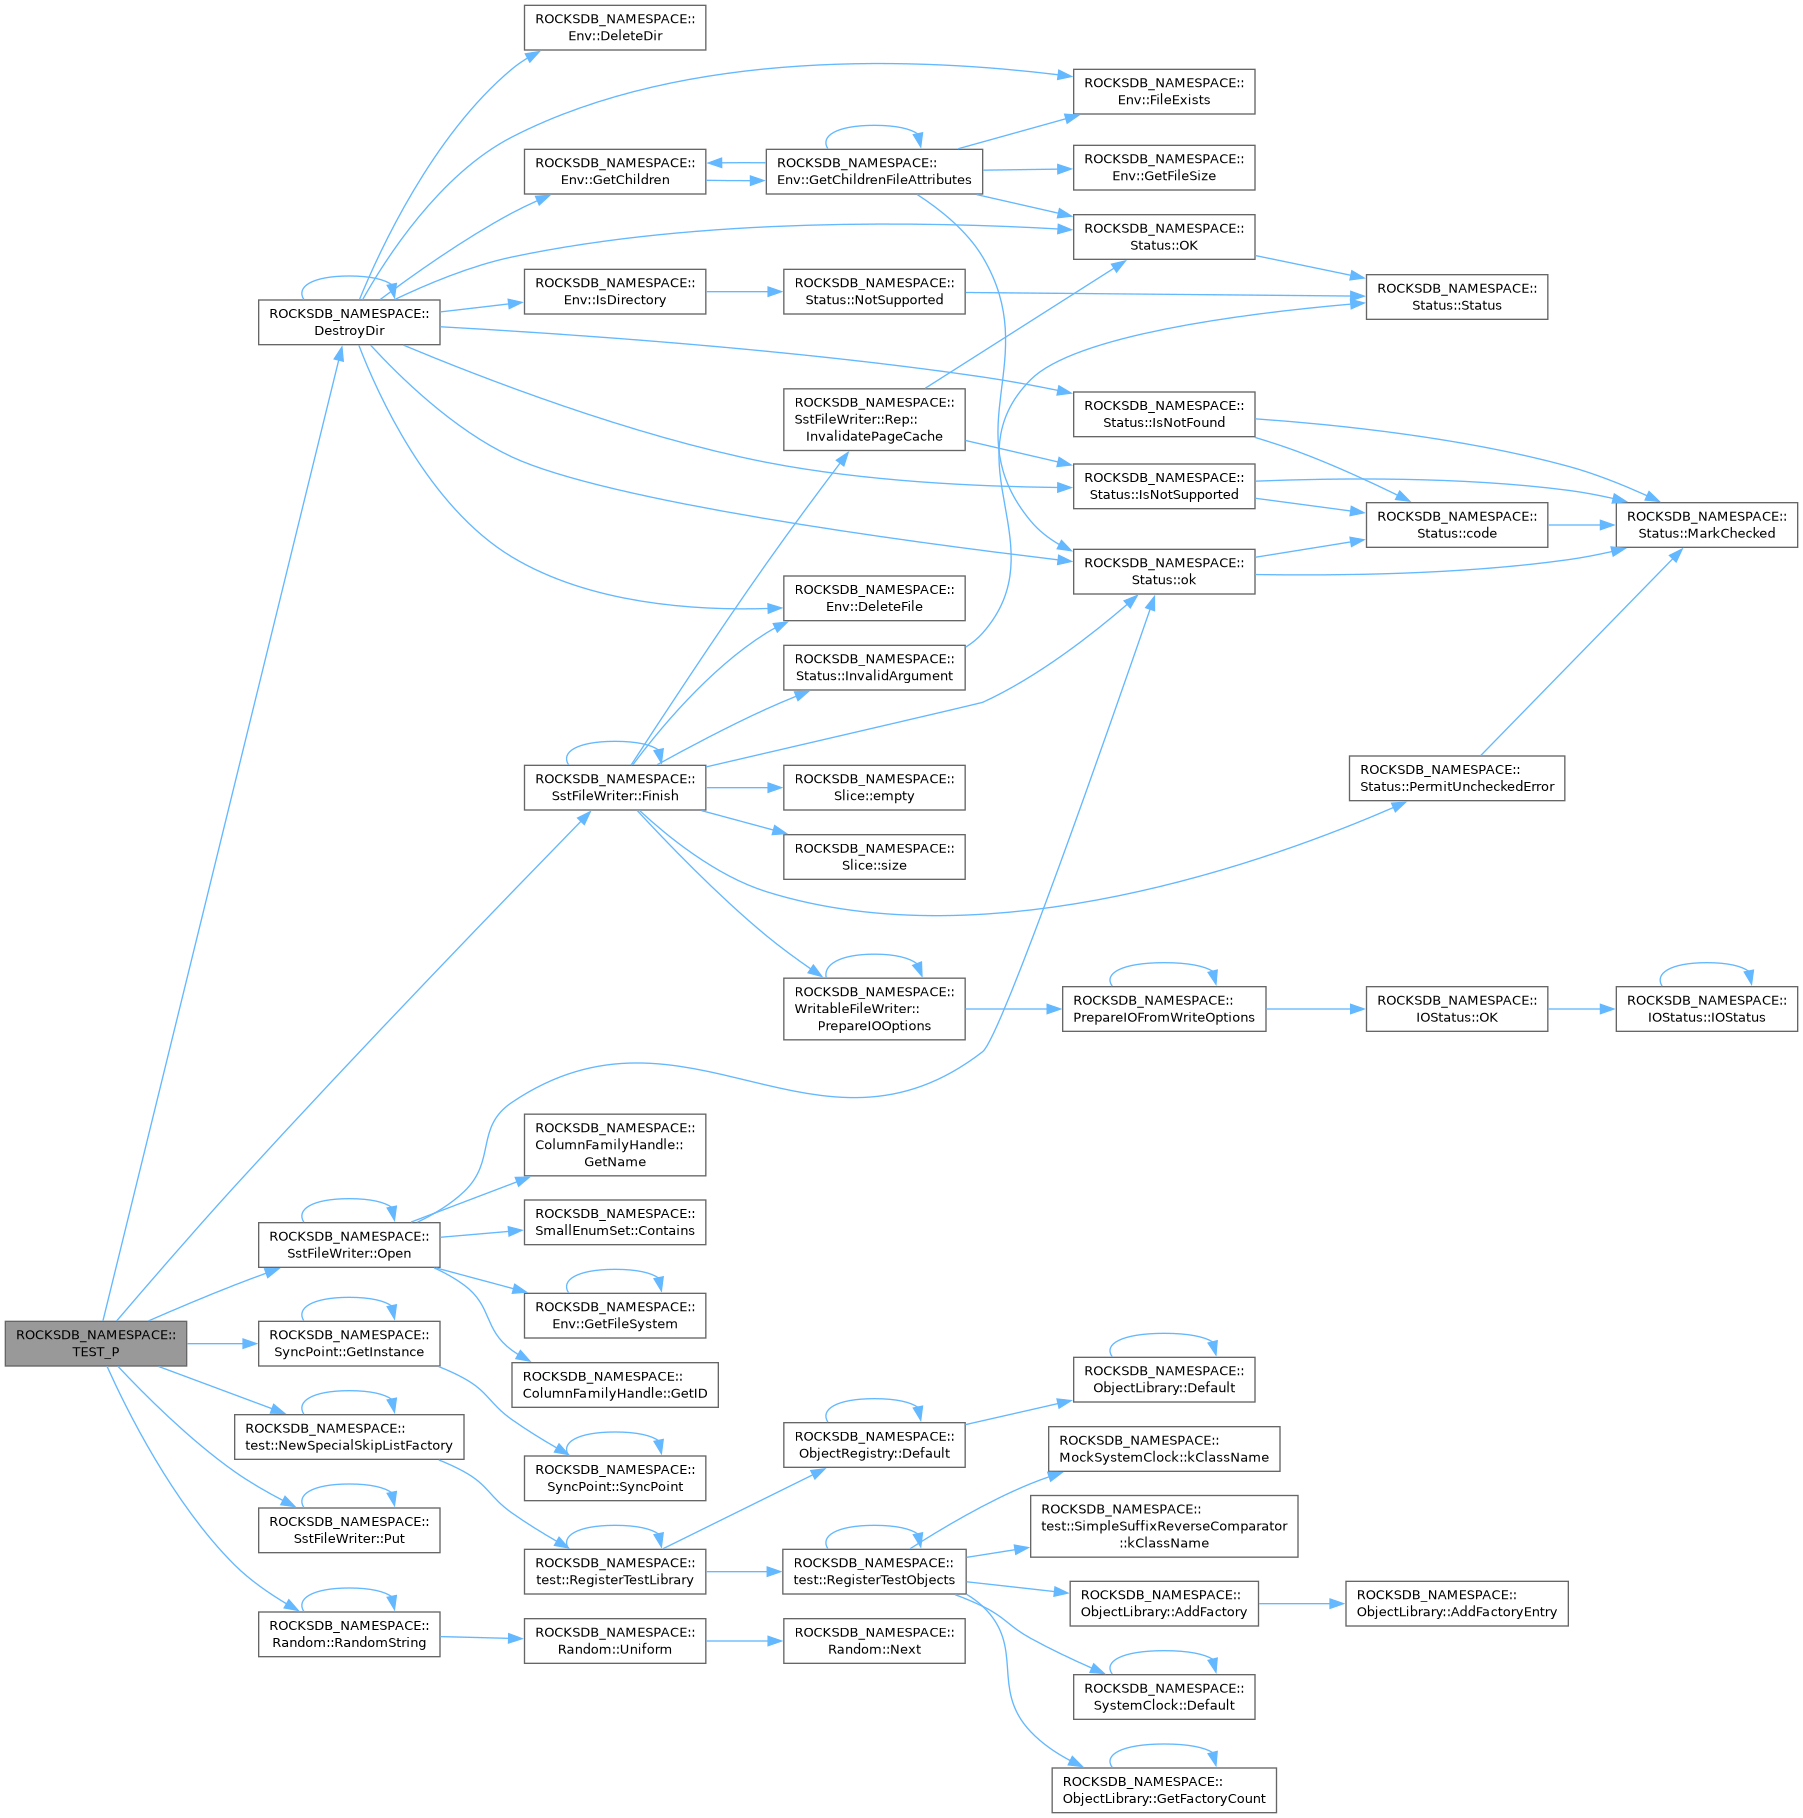 ROCKSDB_NAMESPACE::
Env::DeleteDir
ROCKSDB_NAMESPACE::
Env::FileExists
ROCKSDB_NAMESPACE::
Env::GetChildren
ROCKSDB_NAMESPACE::
Env::GetChildrenFileAttributes
ROCKSDB_NAMESPACE::
Env::GetFileSize
ROCKSDB_NAMESPACE::
Status::OK
ROCKSDB_NAMESPACE::
Env::IsDirectory
ROCKSDB_NAMESPACE::
Status::NotSupported
ROCKSDB_NAMESPACE::
Status::Status
ROCKSDB_NAMESPACE::
DestroyDir
ROCKSDB_NAMESPACE::
SstFileWriter::Rep::
InvalidatePageCache
ROCKSDB_NAMESPACE::
Status::IsNotFound
ROCKSDB_NAMESPACE::
Status::IsNotSupported
ROCKSDB_NAMESPACE::
Status::code
ROCKSDB_NAMESPACE::
Status::MarkChecked
ROCKSDB_NAMESPACE::
Status::ok
ROCKSDB_NAMESPACE::
Env::DeleteFile
ROCKSDB_NAMESPACE::
Status::InvalidArgument
ROCKSDB_NAMESPACE::
SstFileWriter::Finish
ROCKSDB_NAMESPACE::
Slice::empty
ROCKSDB_NAMESPACE::
Status::PermitUncheckedError
ROCKSDB_NAMESPACE::
Slice::size
ROCKSDB_NAMESPACE::
WritableFileWriter::
PrepareIOOptions
ROCKSDB_NAMESPACE::
PrepareIOFromWriteOptions
ROCKSDB_NAMESPACE::
IOStatus::OK
ROCKSDB_NAMESPACE::
IOStatus::IOStatus
ROCKSDB_NAMESPACE::
ColumnFamilyHandle::
GetName
ROCKSDB_NAMESPACE::
SmallEnumSet::Contains
ROCKSDB_NAMESPACE::
SstFileWriter::Open
ROCKSDB_NAMESPACE::
Env::GetFileSystem
ROCKSDB_NAMESPACE::
TEST_P
ROCKSDB_NAMESPACE::
SyncPoint::GetInstance
ROCKSDB_NAMESPACE::
ColumnFamilyHandle::GetID
ROCKSDB_NAMESPACE::
ObjectLibrary::Default
ROCKSDB_NAMESPACE::
test::NewSpecialSkipListFactory
ROCKSDB_NAMESPACE::
ObjectRegistry::Default
ROCKSDB_NAMESPACE::
MockSystemClock::kClassName
ROCKSDB_NAMESPACE::
SyncPoint::SyncPoint
ROCKSDB_NAMESPACE::
SstFileWriter::Put
ROCKSDB_NAMESPACE::
test::SimpleSuffixReverseComparator
::kClassName
ROCKSDB_NAMESPACE::
test::RegisterTestLibrary
ROCKSDB_NAMESPACE::
test::RegisterTestObjects
ROCKSDB_NAMESPACE::
ObjectLibrary::AddFactory
ROCKSDB_NAMESPACE::
ObjectLibrary::AddFactoryEntry
ROCKSDB_NAMESPACE::
Random::RandomString
ROCKSDB_NAMESPACE::
Random::Uniform
ROCKSDB_NAMESPACE::
Random::Next
ROCKSDB_NAMESPACE::
SystemClock::Default
ROCKSDB_NAMESPACE::
ObjectLibrary::GetFactoryCount